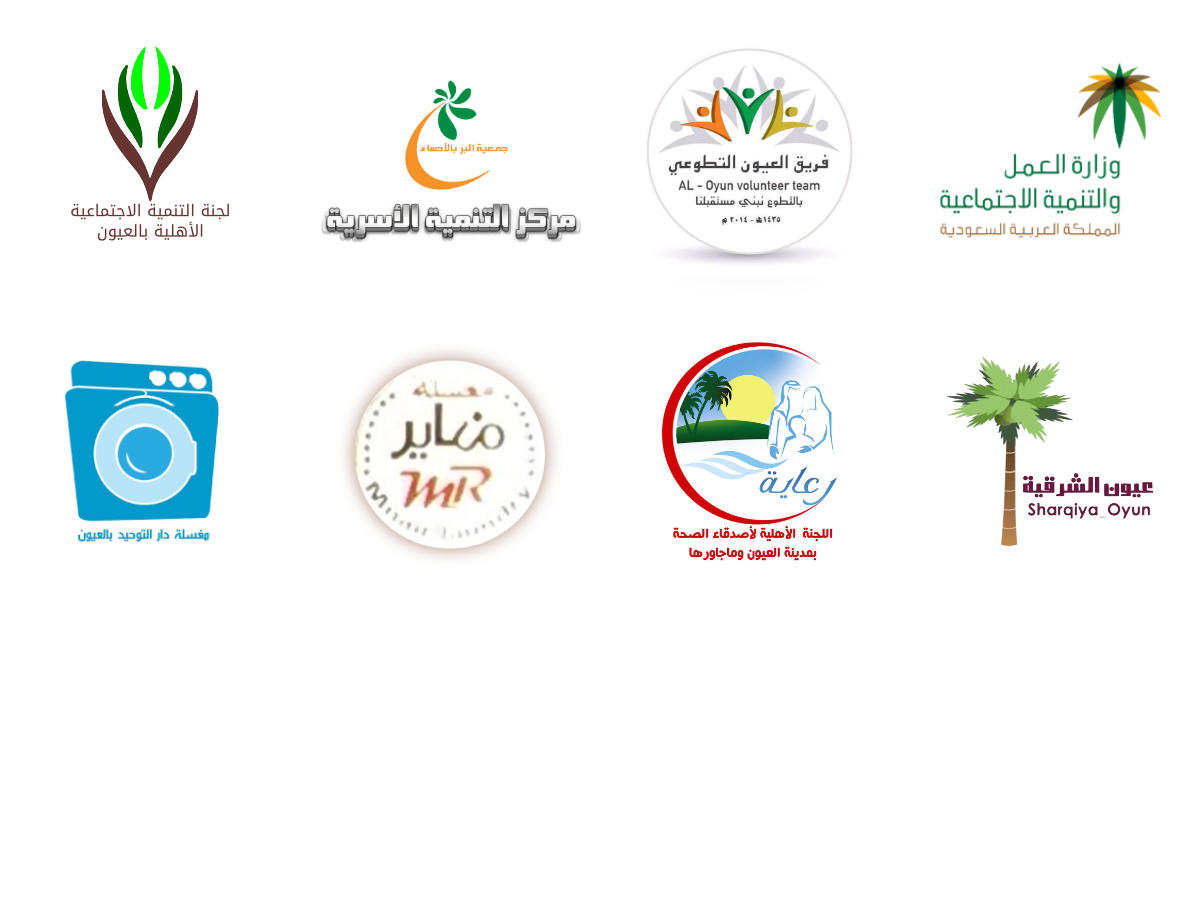 لجنة التنمية الاجتماعية
الأهلية بالعيون
جمعية البر بالأحساء
مركز التنمية الأسرية
فريق العيون التطوعي
AL - Oyun volunteer team
بالتطوع نبني مستقبلنا
١٤٣٥هـ - ٢٠١٤م
وزارة العمل
والتنمية الاجتماعية
المملكة العربية السعودية
مغسلة دار التوحيد بالعيون
مغسلة
MR
رعاية
اللجنة الأهلية لأصدقاء الصحة
بمدينة العيون وماجاورها
عيون الشرقية
Sharqiya_Oyun